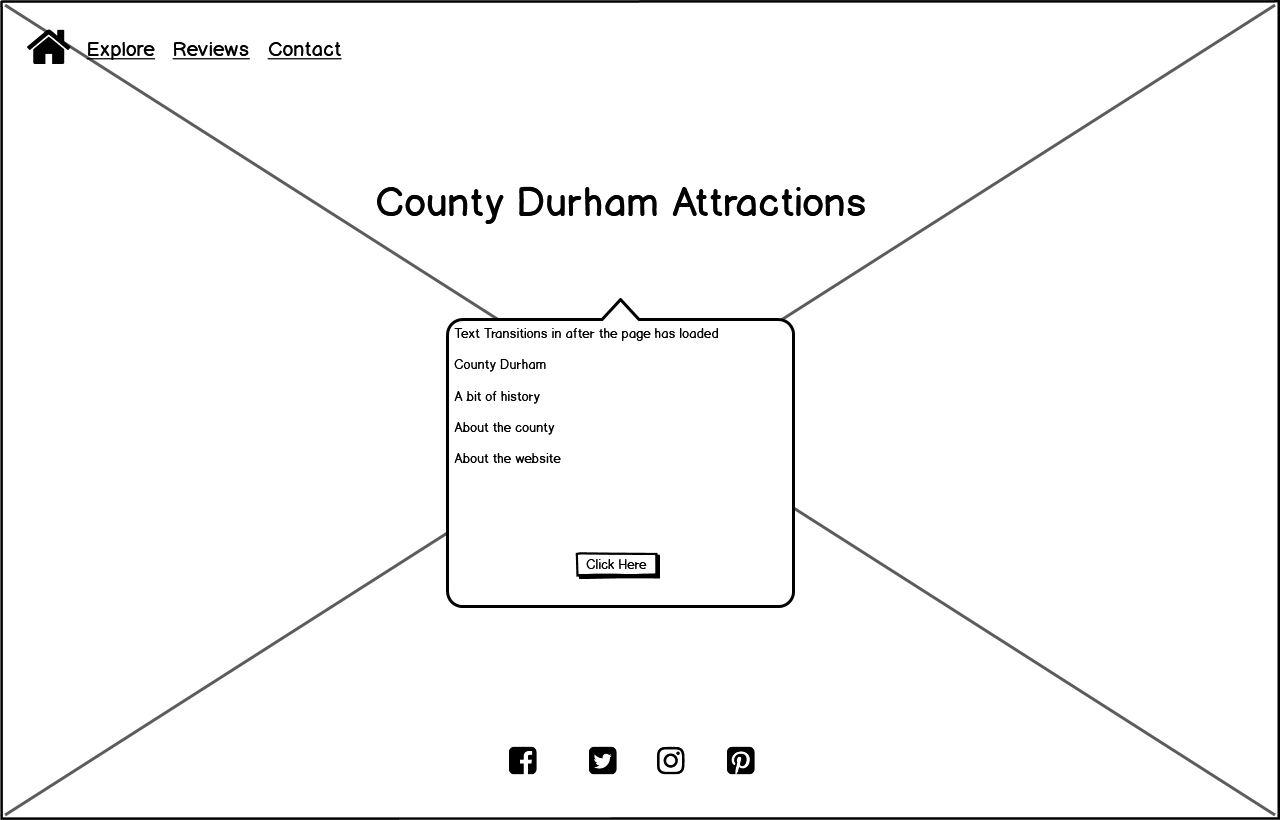 Explore Reviews Contact
County Durham Attractions
Text Transitions in after the page has loaded
County Durham
A bit of history
About the county
About the website
Click Here